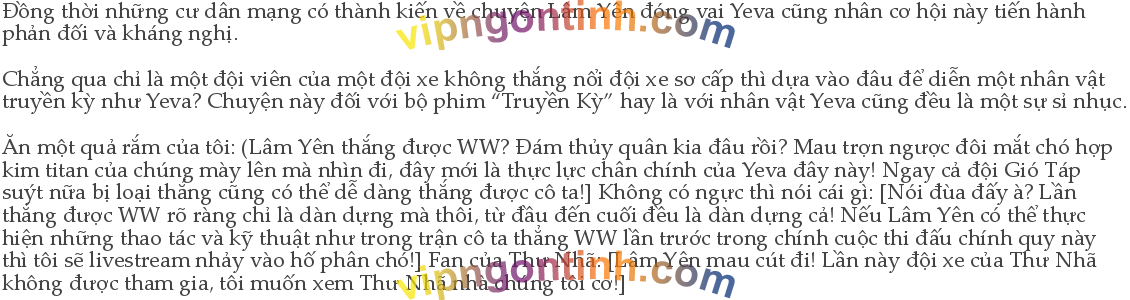 Đồng thời những cư dân mạng có thành kiến về chuyện Lâm Yên đóng vai Yeva cũng nhân cơ hội này tiến hành
phản đối và kháng nghị.
vipngontinh.com
Chẳng qua chỉ là một đội viên của một đội xe không thắng nổi đội xe sơ cấp thì dựa vào đâu để diễn một nhân vật
truyền kỳ như Yeva? Chuyện này đối với bộ phim “Truyền Kỳ” hay là với nhân vật Yeva cũng đều là một sự sỉ nhục.
Ăn một quả rắm của tôi: (Lâm Yên thắng được WW? Đám thủy quân kia đâu rồi? Mau trợn ngược đôi mắt chó hợp
kim titan của chúng mày lên mà nhìn đi, đây mới là thực lực chân chính của Yeva đây này! Ngay cả đội Gió Táp
suýt nữa bị loại thẳng cũng có thể dễ dàng thắng được cô ta!] Không có ngực thì nói cái gì: [Nói đùa đấy à? Lần
thắng được WW rõ ràng chỉ là dàn dựng mà thôi, từ đầu đến cuối đều là dàn dựng cả! Nếu Lâm Yên có thể thực
hiện những thao tác và kỹ thuật như trong trận cô ta thắng WW lần trước trong chính cuộc thi đấu chính quy này
thì tôi sẽ livestream nhảy vào hố phân chó!] Fan của Thư Nhã: [Lâm Yên mau cút đi! Lần này đội xe của Thư Nhã
không được tham gia, tôi muốn xem Thư Nhã nhà chúng tôi cơ!]
vipngontinh.com